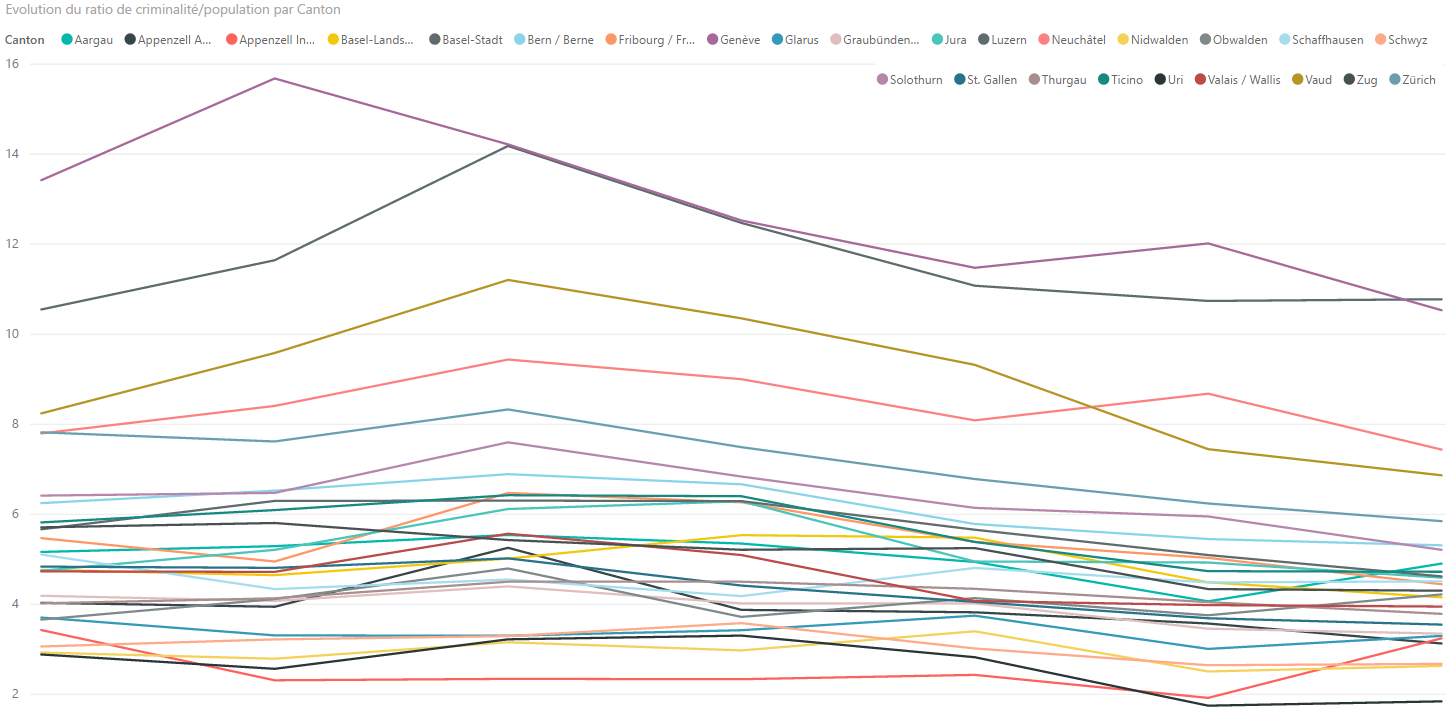 Evolution du ratio de criminalité/population par Canton
Canton Aargau Appenzell A... Appenzell In... Basel-Lands... Basel-Stadt Bern / Berne Fribourg / Fr... Genève Glarus Graubünden... Jura Luzern Neuchâtel Nidwalden Obwalden Schaffhausen Schwyz
Solothurn St. Gallen Thurgau Ticino Uri Valais / Wallis Vaud Zug Zürich
16
14
12
10
8
6
4
2